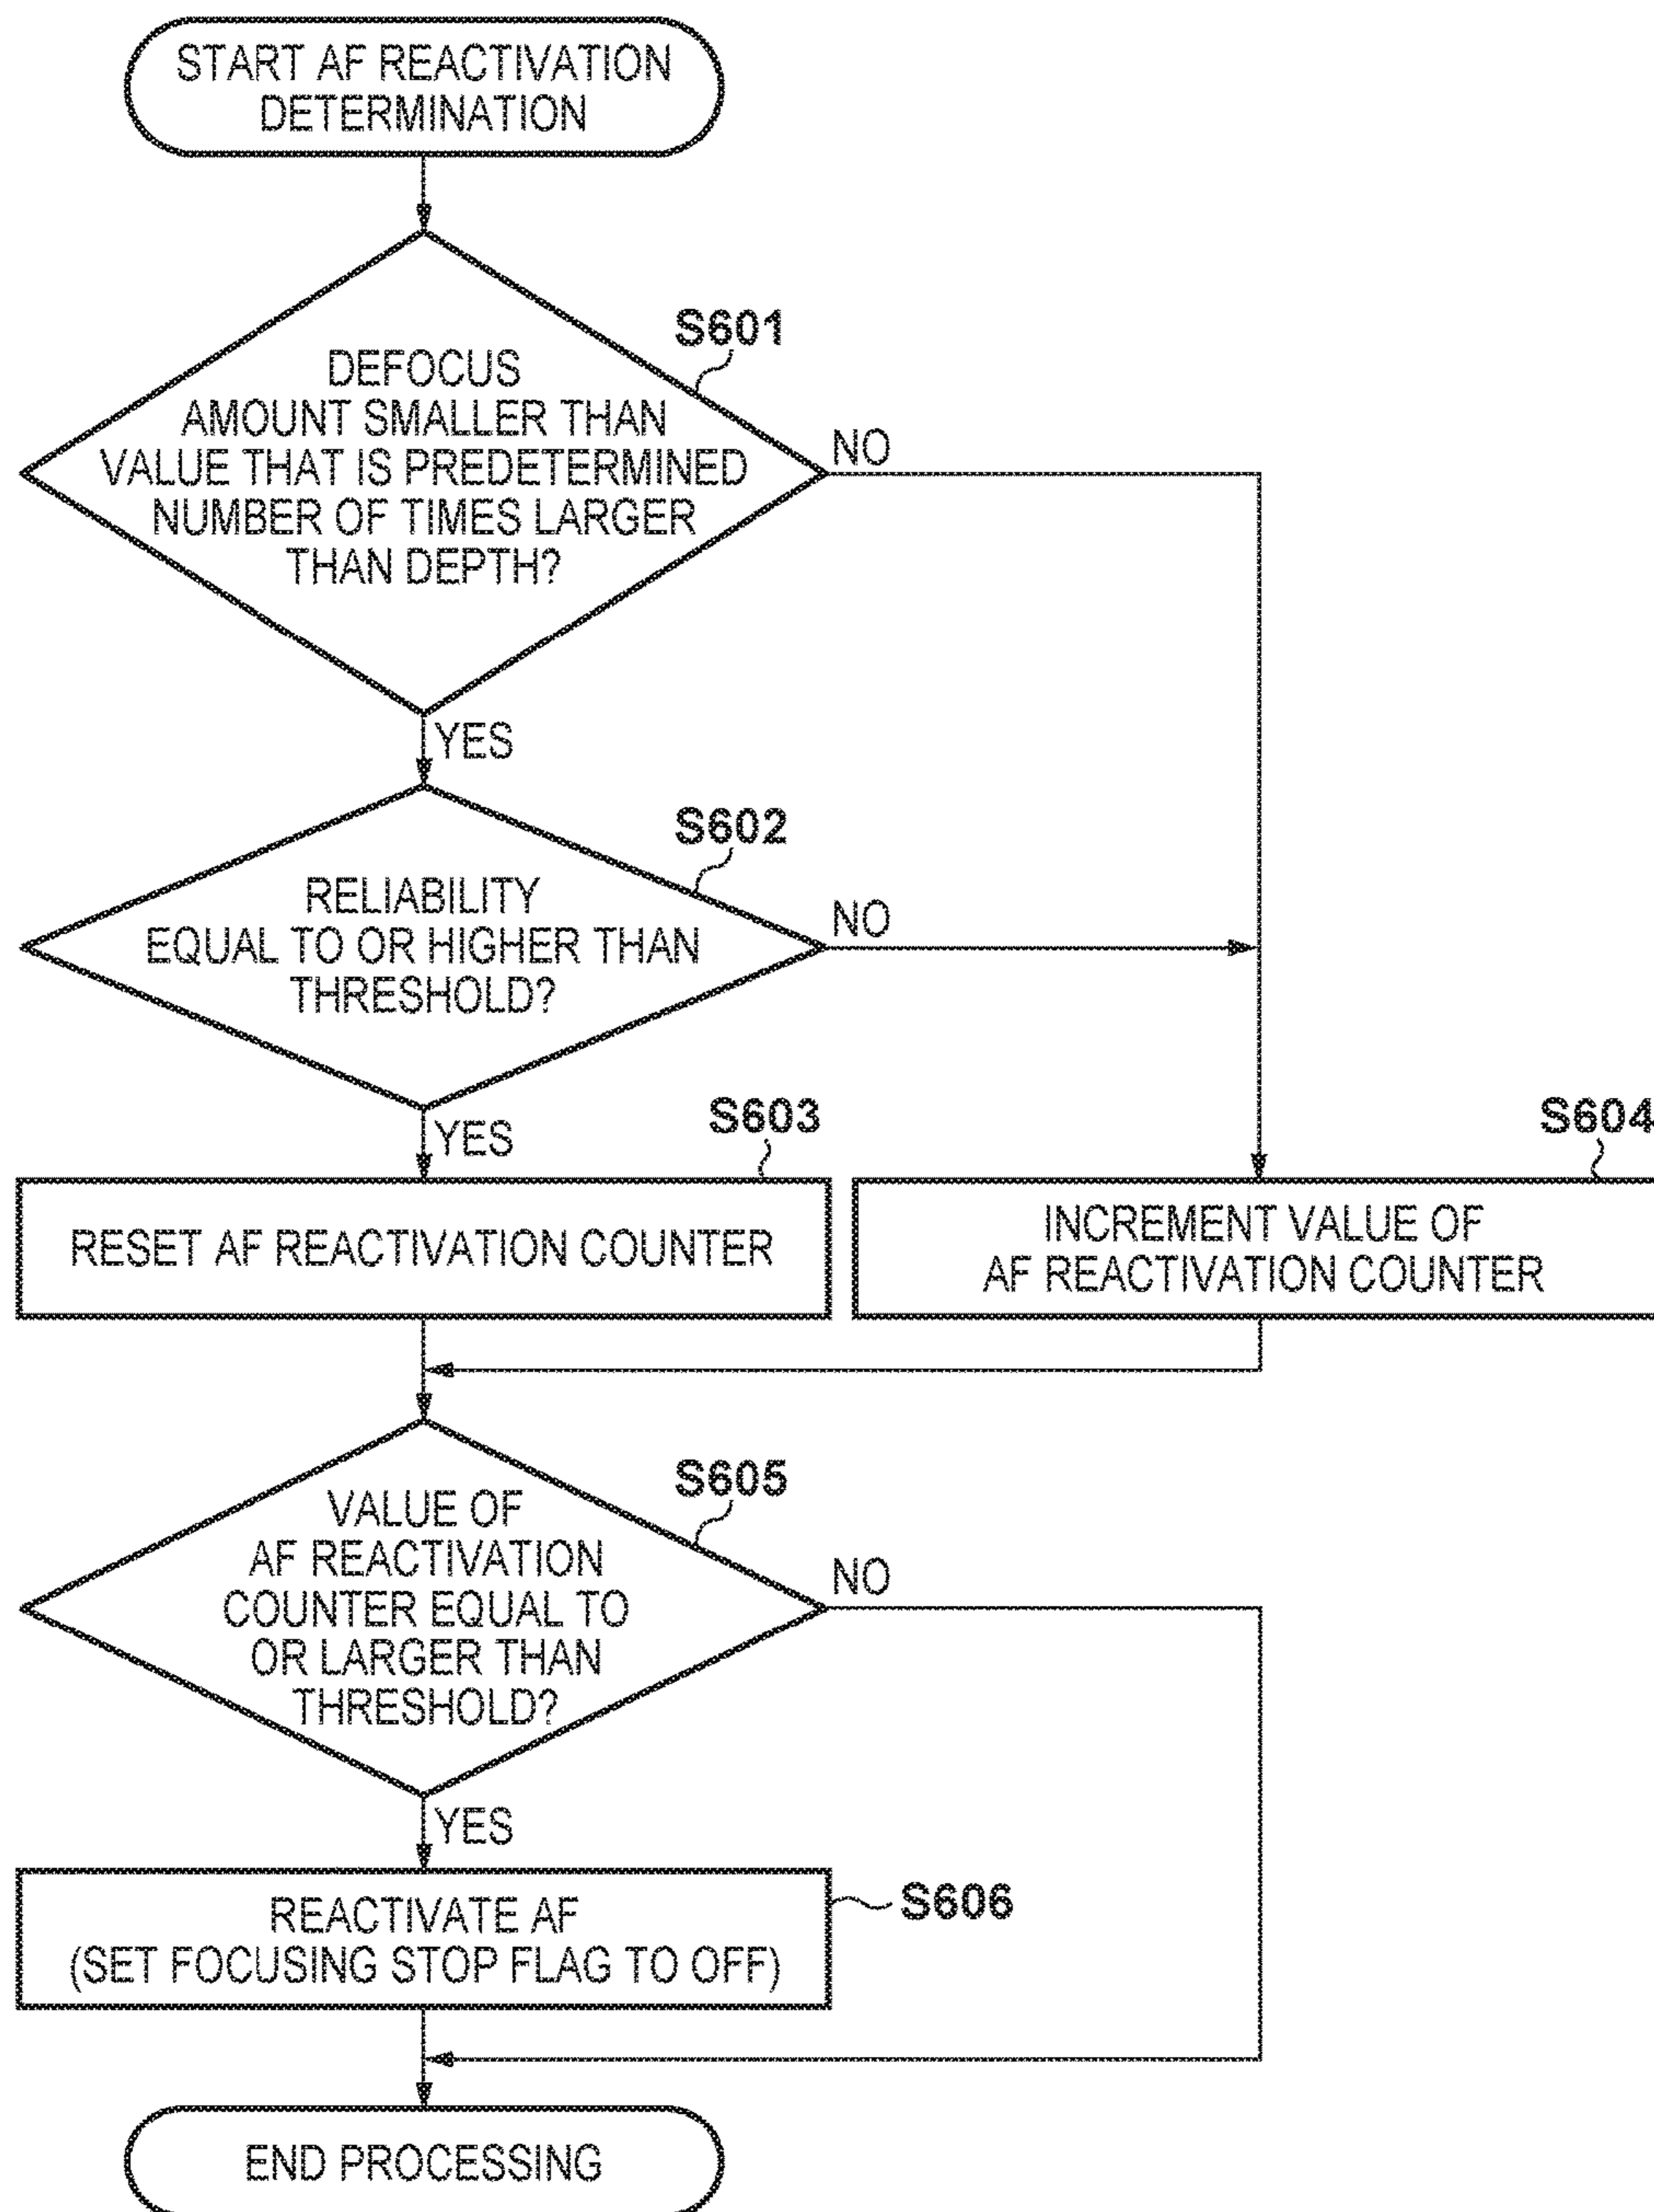 START AF REACTIVATION
DETERMINATION
S601
DEFOCUS
AMOUNT SMALLER THAN
VALUE THAT IS PREDETERMINED
NUMBER OF TIMES LARGER
THAN DEPTH?
NO
YES
S602
RELIABILITY
EQUAL TO OR HIGHER THAN
THRESHOLD?
NO
YES
S603
S604
RESET AF REACTIVATION COUNTER
INCREMENT VALUE OF
AF REACTIVATION COUNTER
S605
VALUE OF
AF REACTIVATION
COUNTER EQUAL TO
OR LARGER THAN
THRESHOLD?
NO
YES
REACTIVATE AF
(SET FOCUSING STOP FLAG TO OFF)
S606
END PROCESSING